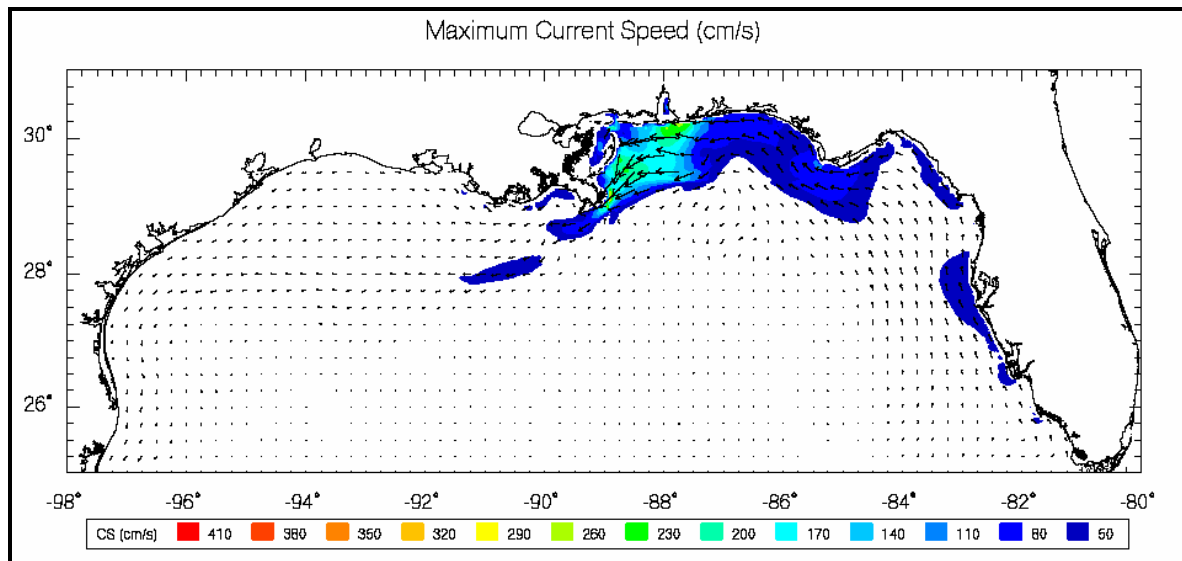 Maximum Current Speed (cm/s)
30°
28°
26°
-98° -96° -94° -92° -90° -88° -86° -84° -82° -80°
CS (cm/s) 410 380 350 320 290 260 230 200 170 140 110 80 50